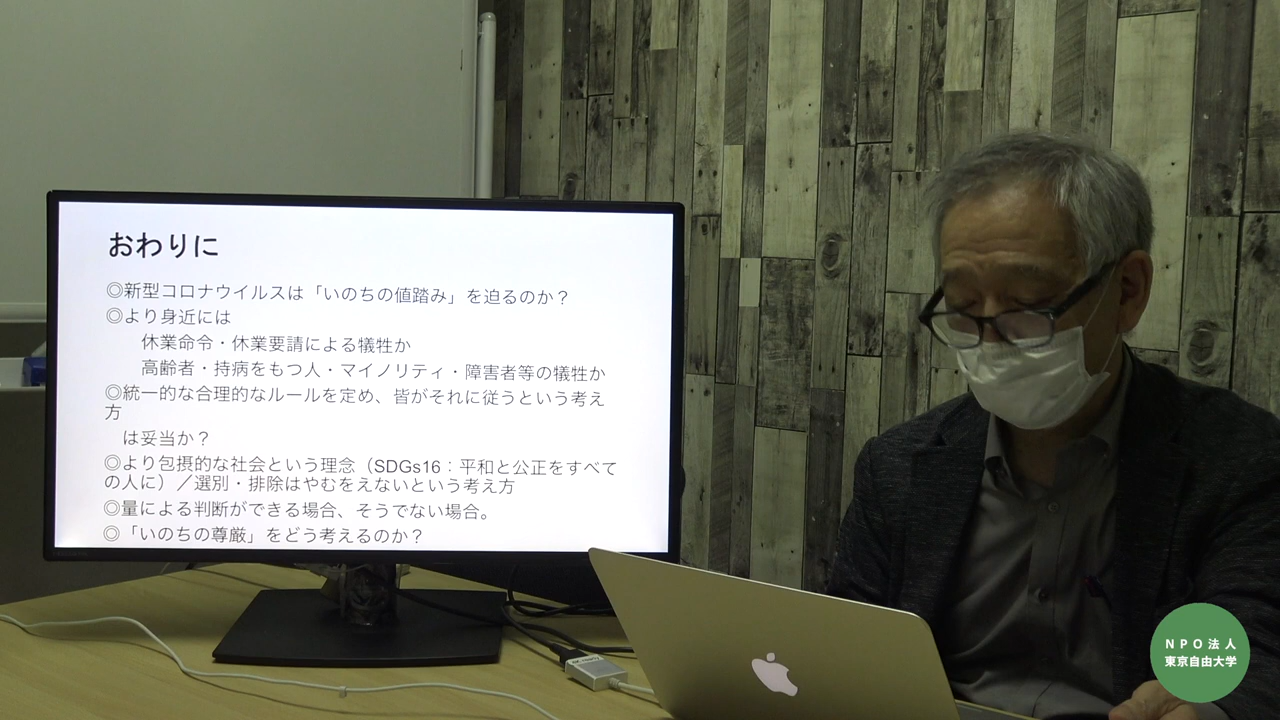 おわりに
◎新型コロナウイルスは「いのちの値踏み」を迫るのか？
◎より身近には
休業命令・休業要請による犠牲か
高齢者・持病をもつ人・マイノリティ・障害者等の犠牲か
◎統一的な合理的なルールを定め、皆がそれに従うという考え
方
は妥当か？
◎より包摂的な社会という理念（SDGs16：平和と公正をすべて
の人に）／選別・排除はやむをえないという考え方
◎量による判断ができる場合、そうでない場合。
◎「いのちの尊厳」をどう考えるのか？
NPO法人
東京自由大学